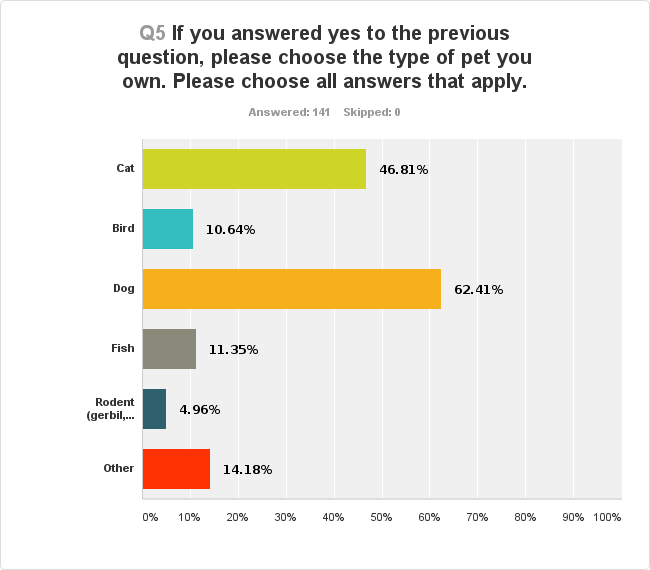 Q5 If you answered yes to the previous
question, please choose the type of pet you
own. Please choose all answers that apply.
Answered: 141 Skipped: 0
Cat 46.81%
Bird 10.64%
Dog 62.41%
Fish 11.35%
Rodent
(gerbil,... 4.96%
Other 14.18%
0% 10% 20% 30% 40% 50% 60% 70% 80% 90% 100%